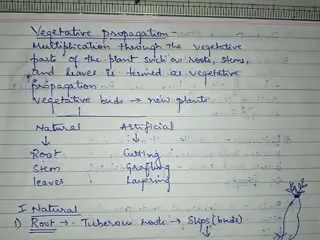 Vegetative propagation -
Multiplication through the vegetative
parts of the plant such as roots, stems,
and leaves is termed as vegetative
propagation
vegetative buds → new plants
Natural Artificial
↓ ↓
Root Cutting
Stem Grafting
leaves Layering
I Natural
1) Root → Tuberous roots → Slips (buds)
↓